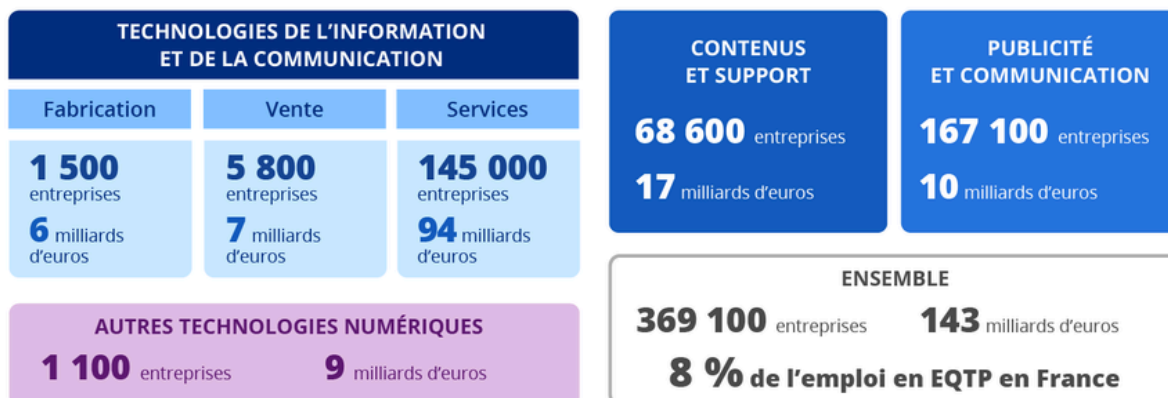 TECHNOLOGIES DE L’INFORMATION
ET DE LA COMMUNICATION
Fabrication
1 500
entreprises
6 milliards
d’euros
Vente
5 800
entreprises
7 milliards
d’euros
Services
145 000
entreprises
94 milliards
d’euros
AUTRES TECHNOLOGIES NUMÉRIQUES
1 100 entreprises
9 milliards d’euros
CONTENUS
ET SUPPORT
68 600 entreprises
17 milliards d’euros
PUBLICITÉ
ET COMMUNICATION
167 100 entreprises
10 milliards d’euros
ENSEMBLE
369 100 entreprises
143 milliards d’euros
8 % de l’emploi en EQTP en France